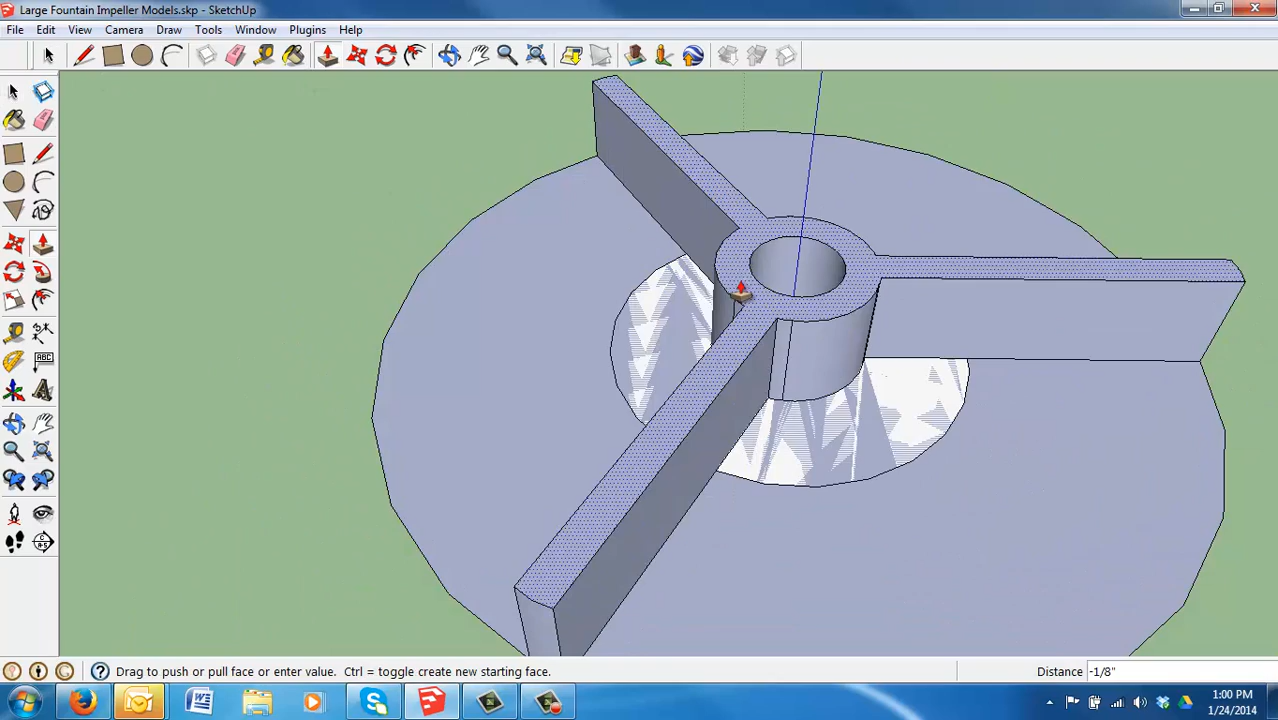 Large Fountain Impeller Models.skp - SketchUp
File Edit View Camera Draw Tools Window Plugins Help
Drag to push or pull face or enter value. Ctrl = toggle create new starting face.
Distance -1/8"
1:00 PM
1/24/2014